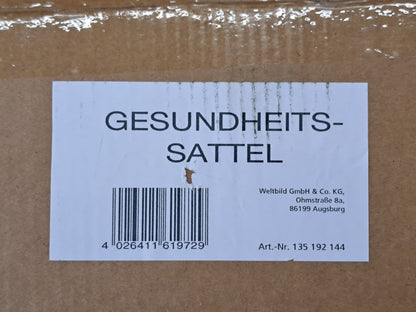 GESUNDHEITS-
SATTEL
Weltbild GmbH & Co. KG,
Ohmstraße 8a,
86199 Augsburg
4 026411 619729
Art.-Nr. 135 192 144